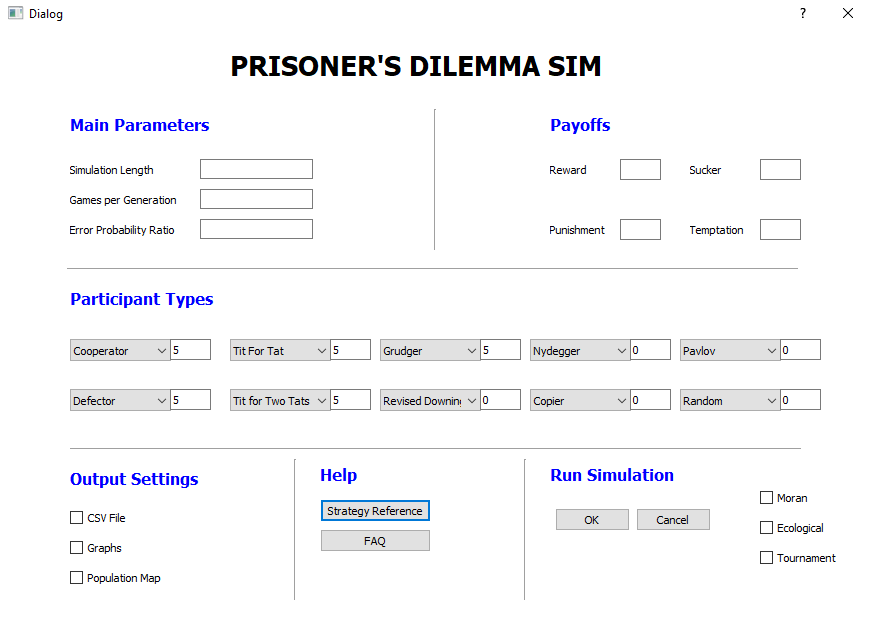 Dialog
?
PRISONER'S DILEMMA SIM
Main Parameters
Simulation Length
Games per Generation
Error Probability Ratio
Payoffs
Reward
Sucker
Punishment
Temptation
Participant Types
Cooperator 5
Tit For Tat 5
Grudger 5
Nydegger 0
Pavlov 0
Defector 5
Tit for Two Tats 5
Revised Downing 0
Copier 0
Random 0
Output Settings
CSV File
Graphs
Population Map
Help
Strategy Reference
FAQ
Run Simulation
OK
Cancel
Moran
Ecological
Tournament